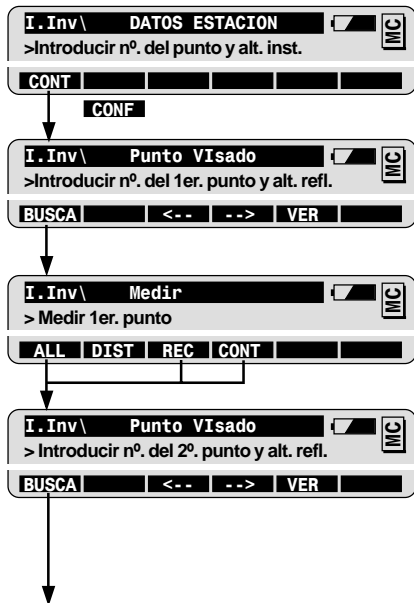 I.Inv\ DATOS ESTACION MC
>Introducir nº. del punto y alt. inst.
CONT
CONF
I.Inv\ Punto VIsado MC
>Introducir nº. del 1er. punto y alt. refl.
BUSCA <-- --> VER
I.Inv\ Medir MC
> Medir 1er. punto
ALL DIST REC CONT
I.Inv\ Punto VIsado MC
> Introducir nº. del 2º. punto y alt. refl.
BUSCA <-- --> VER